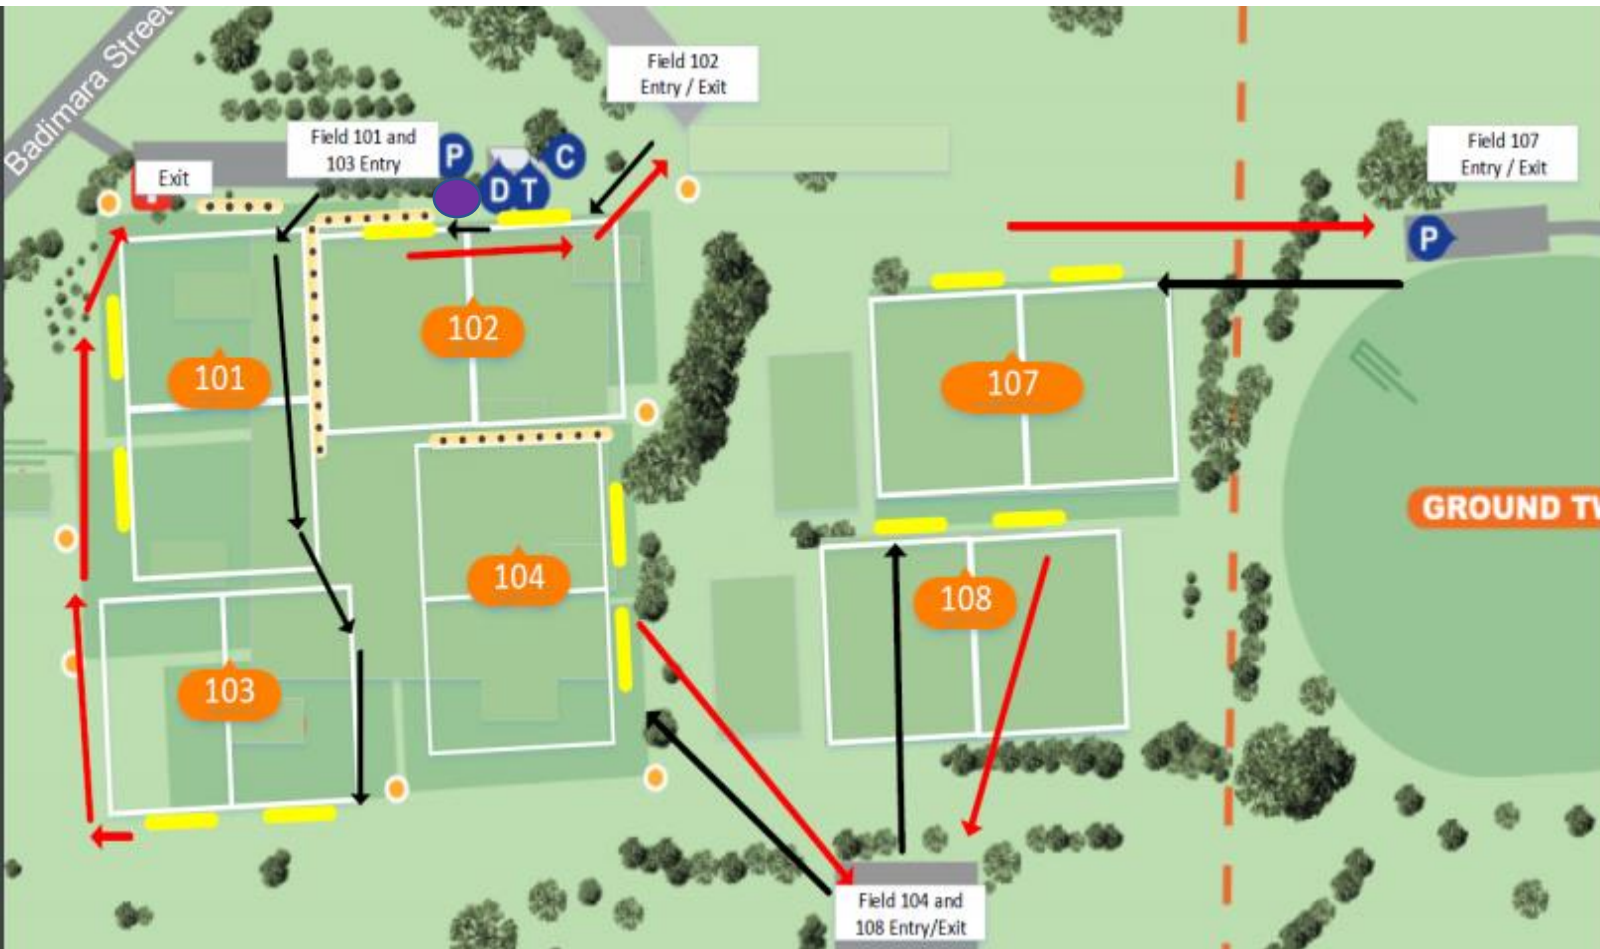 Badimara Street
Field 102
Entry / Exit
Field 101 and
103 Entry
P
C
Exit
D T
Field 107
Entry / Exit
P
102
101
107
GROUND TW
104
108
103
Field 104 and
108 Entry/Exit